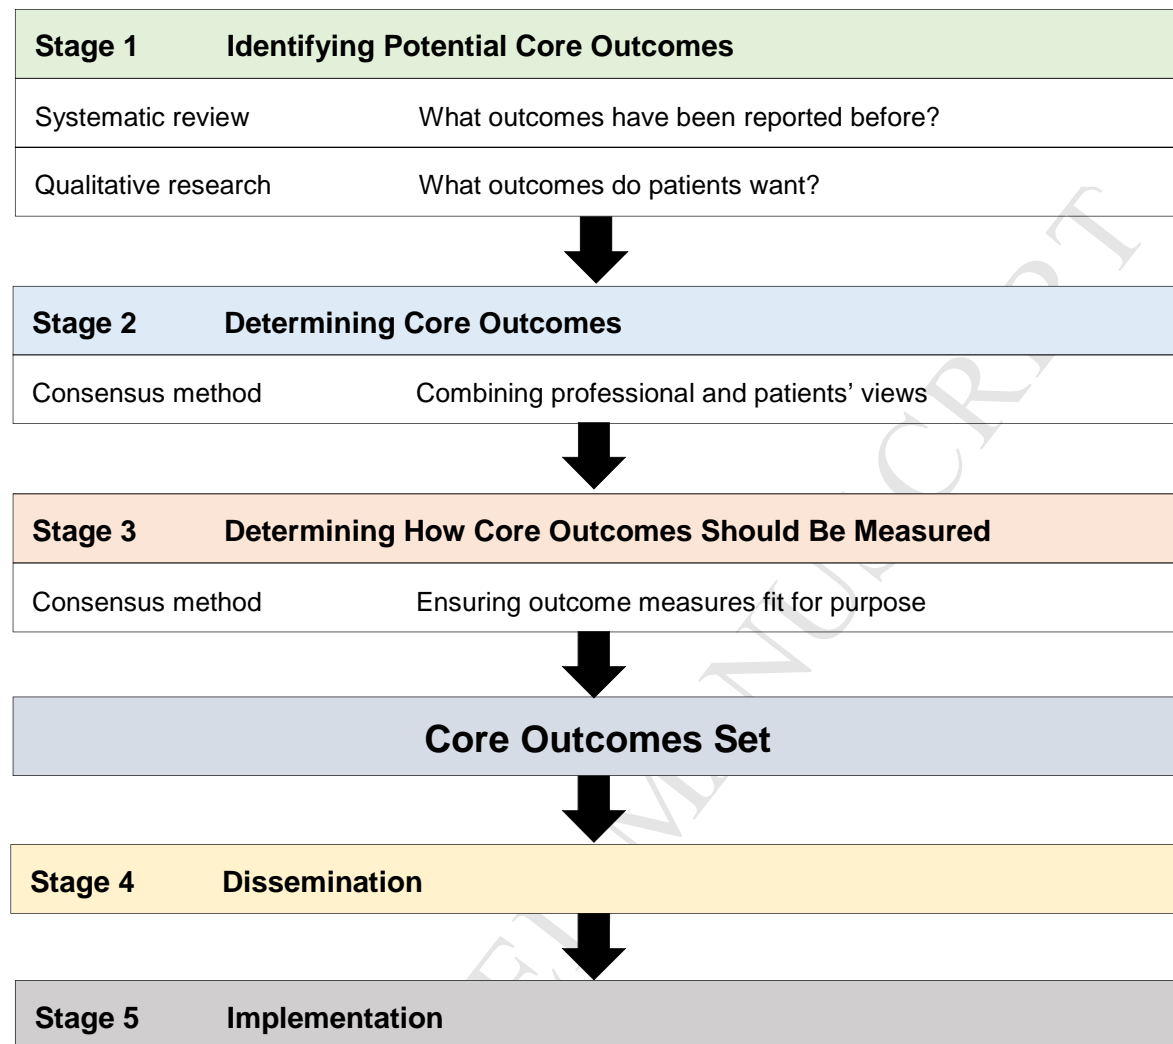 Stage 1 Identifying Potential Core Outcomes
Systematic review What outcomes have been reported before?
Qualitative research What outcomes do patients want?
Stage 2 Determining Core Outcomes
Consensus method Combining professional and patients’ views
Stage 3 Determining How Core Outcomes Should Be Measured
Consensus method Ensuring outcome measures fit for purpose
Core Outcomes Set
Stage 4 Dissemination
Stage 5 Implementation
MANUSCRIPT